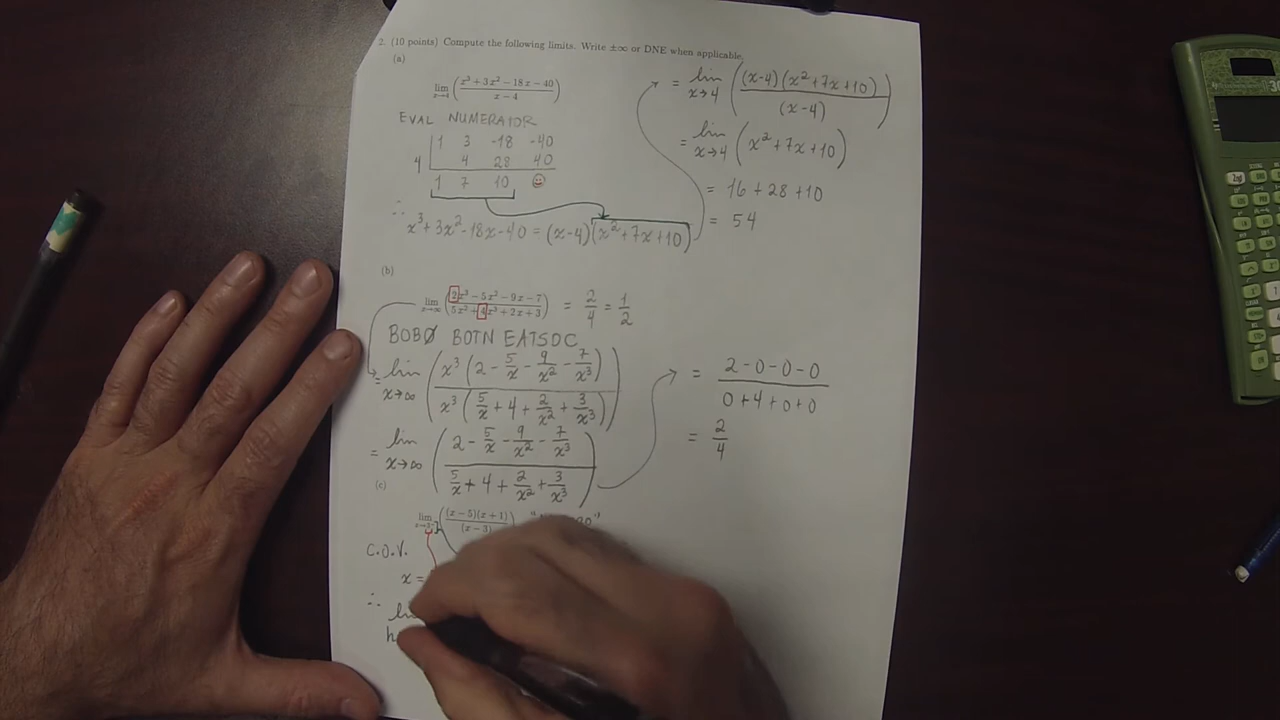 2. (10 points) Compute the following limits. Write ±∞ or DNE when applicable.
(a)
lim x→4 ( (x³ + 3x² − 18x − 40) / (x − 4) )
EVAL NUMERATOR
1 3 -18 -40
4 4 28 40
1 7 10 ☺
∴
x³+3x²-18x-40 = (x-4)(x²+7x+10)
= lim x→4 ( (x-4)(x²+7x+10) / (x-4) )
= lim x→4 (x²+7x+10)
= 16+28+10
= 54
(b)
lim x→∞ ( (2x³ − 5x² − 9x − 7) / (5x² + 4x³ + 2x + 3) ) = 2/4 = 1/2
BOBØ BOTN EATSDC
= lim x→∞ ( x³(2 - 5/x - 9/x² - 7/x³) / x³(5/x + 4 + 2/x² + 3/x³) )
= lim x→∞ ( (2 - 5/x - 9/x² - 7/x³) / (5/x + 4 + 2/x² + 3/x³) )
= (2-0-0-0) / (0+4+0+0)
= 2/4
(c)
lim ( (x − 5)(x + 1) / (x − 3)
C.O.V.
x =
∴
2nd